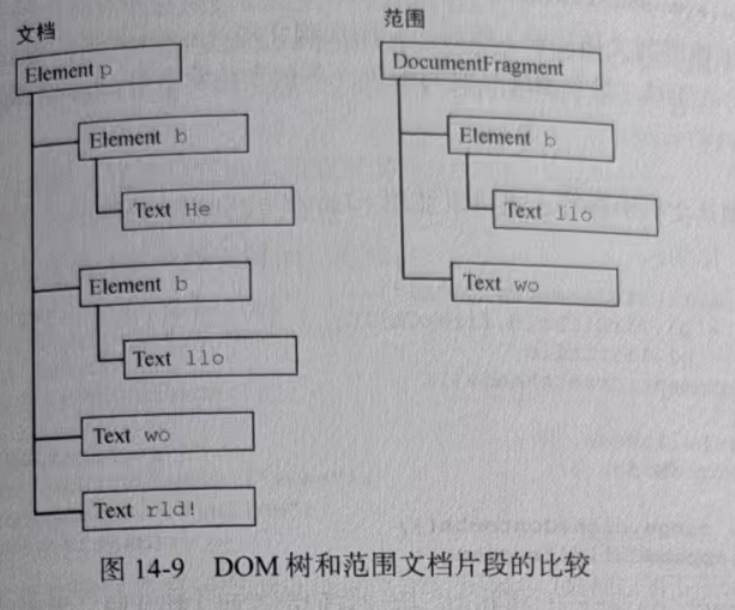 文档
Element p
Element b
Text He
Element b
Text llo
Text wo
Text rld!
范围
DocumentFragment
Element b
Text llo
Text wo
图 14-9 DOM 树和范围文档片段的比较